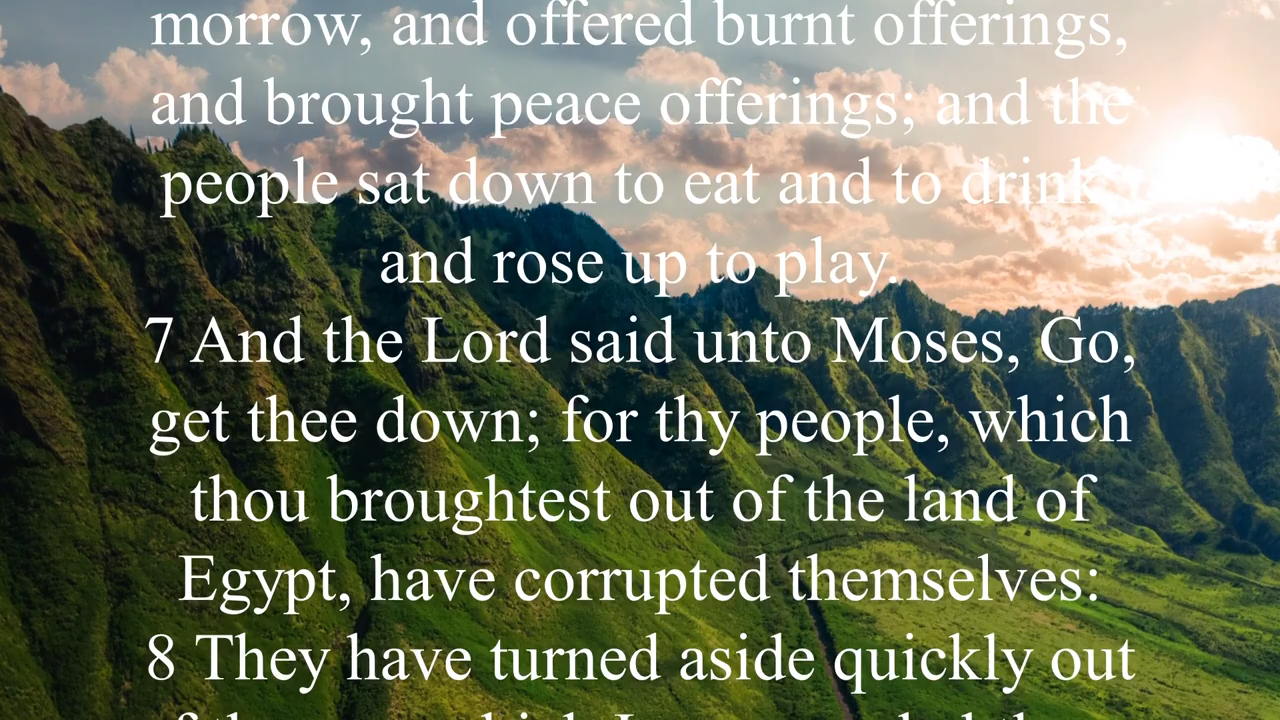 morrow, and offered burnt offerings,
and brought peace offerings; and the
people sat down to eat and to drink,
and rose up to play.
7 And the Lord said unto Moses, Go,
get thee down; for thy people, which
thou broughtest out of the land of
Egypt, have corrupted themselves:
8 They have turned aside quickly out